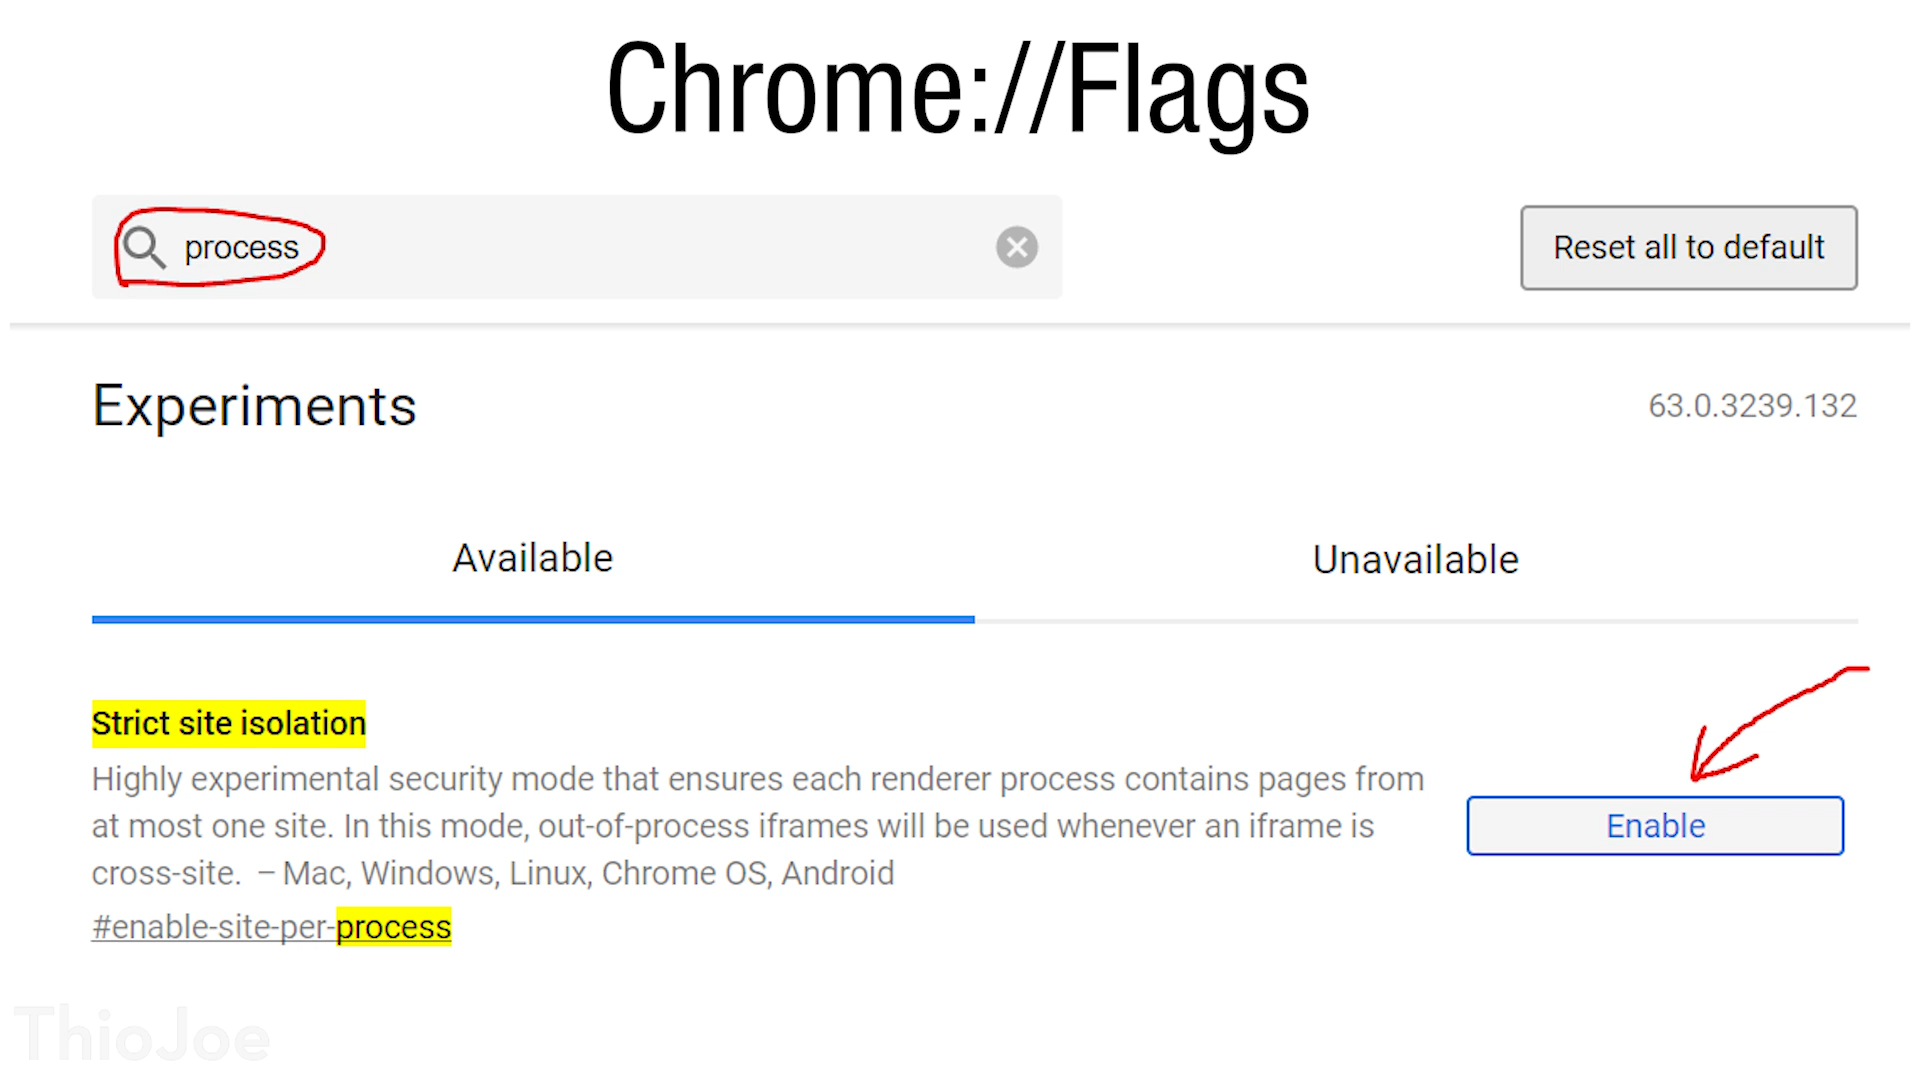 Chrome://Flags
process
Reset all to default
Experiments
63.0.3239.132
Available
Unavailable
Strict site isolation
Highly experimental security mode that ensures each renderer process contains pages from
at most one site. In this mode, out-of-process iframes will be used whenever an iframe is
cross-site. – Mac, Windows, Linux, Chrome OS, Android
#enable-site-per-process
Enable
ThioJoe